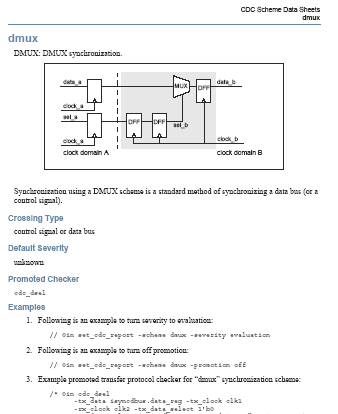 CDC Scheme Data Sheets
dmux
dmux
DMUX: DMUX synchronization.
data_a
MUX
DFF
data_b
clock_a
sel_a
DFF
DFF
sel_b
clock_a
clock_b
clock domain A
clock domain B
Synchronization using a DMUX scheme is a standard method of synchronizing a data bus (or a
control signal).
Crossing Type
control signal or data bus
Default Severity
unknown
Promoted Checker
cdc_dsel
Examples
1. Following is an example to turn severity to evaluation:
// 0in set_cdc_report -scheme dmux -severity evaluation
2. Following is an example to turn off promotion:
// 0in set_cdc_report -scheme dmux -promotion off
3. Example promoted transfer protocol checker for “dmux” synchronization scheme:
/* 0in cdc_dsel
-tx_data isyncdbus.data_reg -tx_clock clk1
-rx_clock clk2 -tx_data_select 1'b0